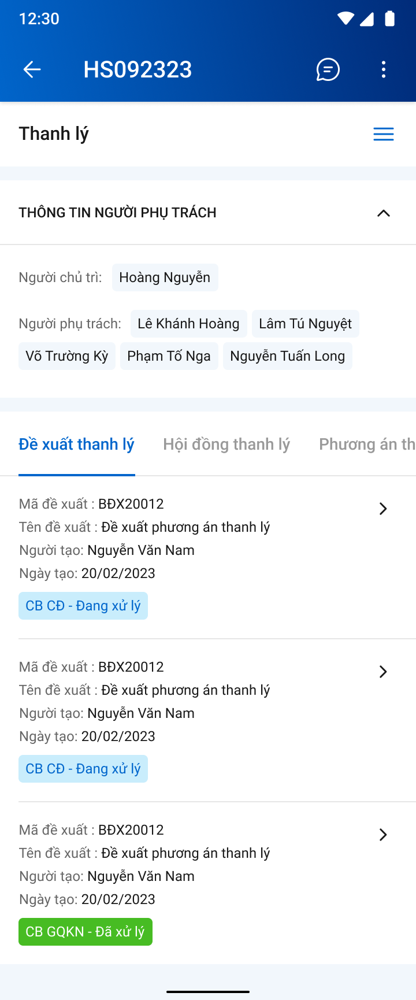 12:30
HS092323
Thanh lý
THÔNG TIN NGƯỜI PHỤ TRÁCH
Người chủ trì: Hoàng Nguyễn
Người phụ trách: Lê Khánh Hoàng Lâm Tú Nguyệt
Võ Trường Kỳ Phạm Tố Nga Nguyễn Tuấn Long
Đề xuất thanh lý Hội đồng thanh lý Phương án th
Mã đề xuất : BĐX20012
Tên đề xuất : Đề xuất phương án thanh lý
Người tạo: Nguyễn Văn Nam
Ngày tạo: 20/02/2023
CB CĐ - Đang xử lý
Mã đề xuất : BĐX20012
Tên đề xuất : Đề xuất phương án thanh lý
Người tạo: Nguyễn Văn Nam
Ngày tạo: 20/02/2023
CB CĐ - Đang xử lý
Mã đề xuất : BĐX20012
Tên đề xuất : Đề xuất phương án thanh lý
Người tạo: Nguyễn Văn Nam
Ngày tạo: 20/02/2023
CB GQKN - Đã xử lý